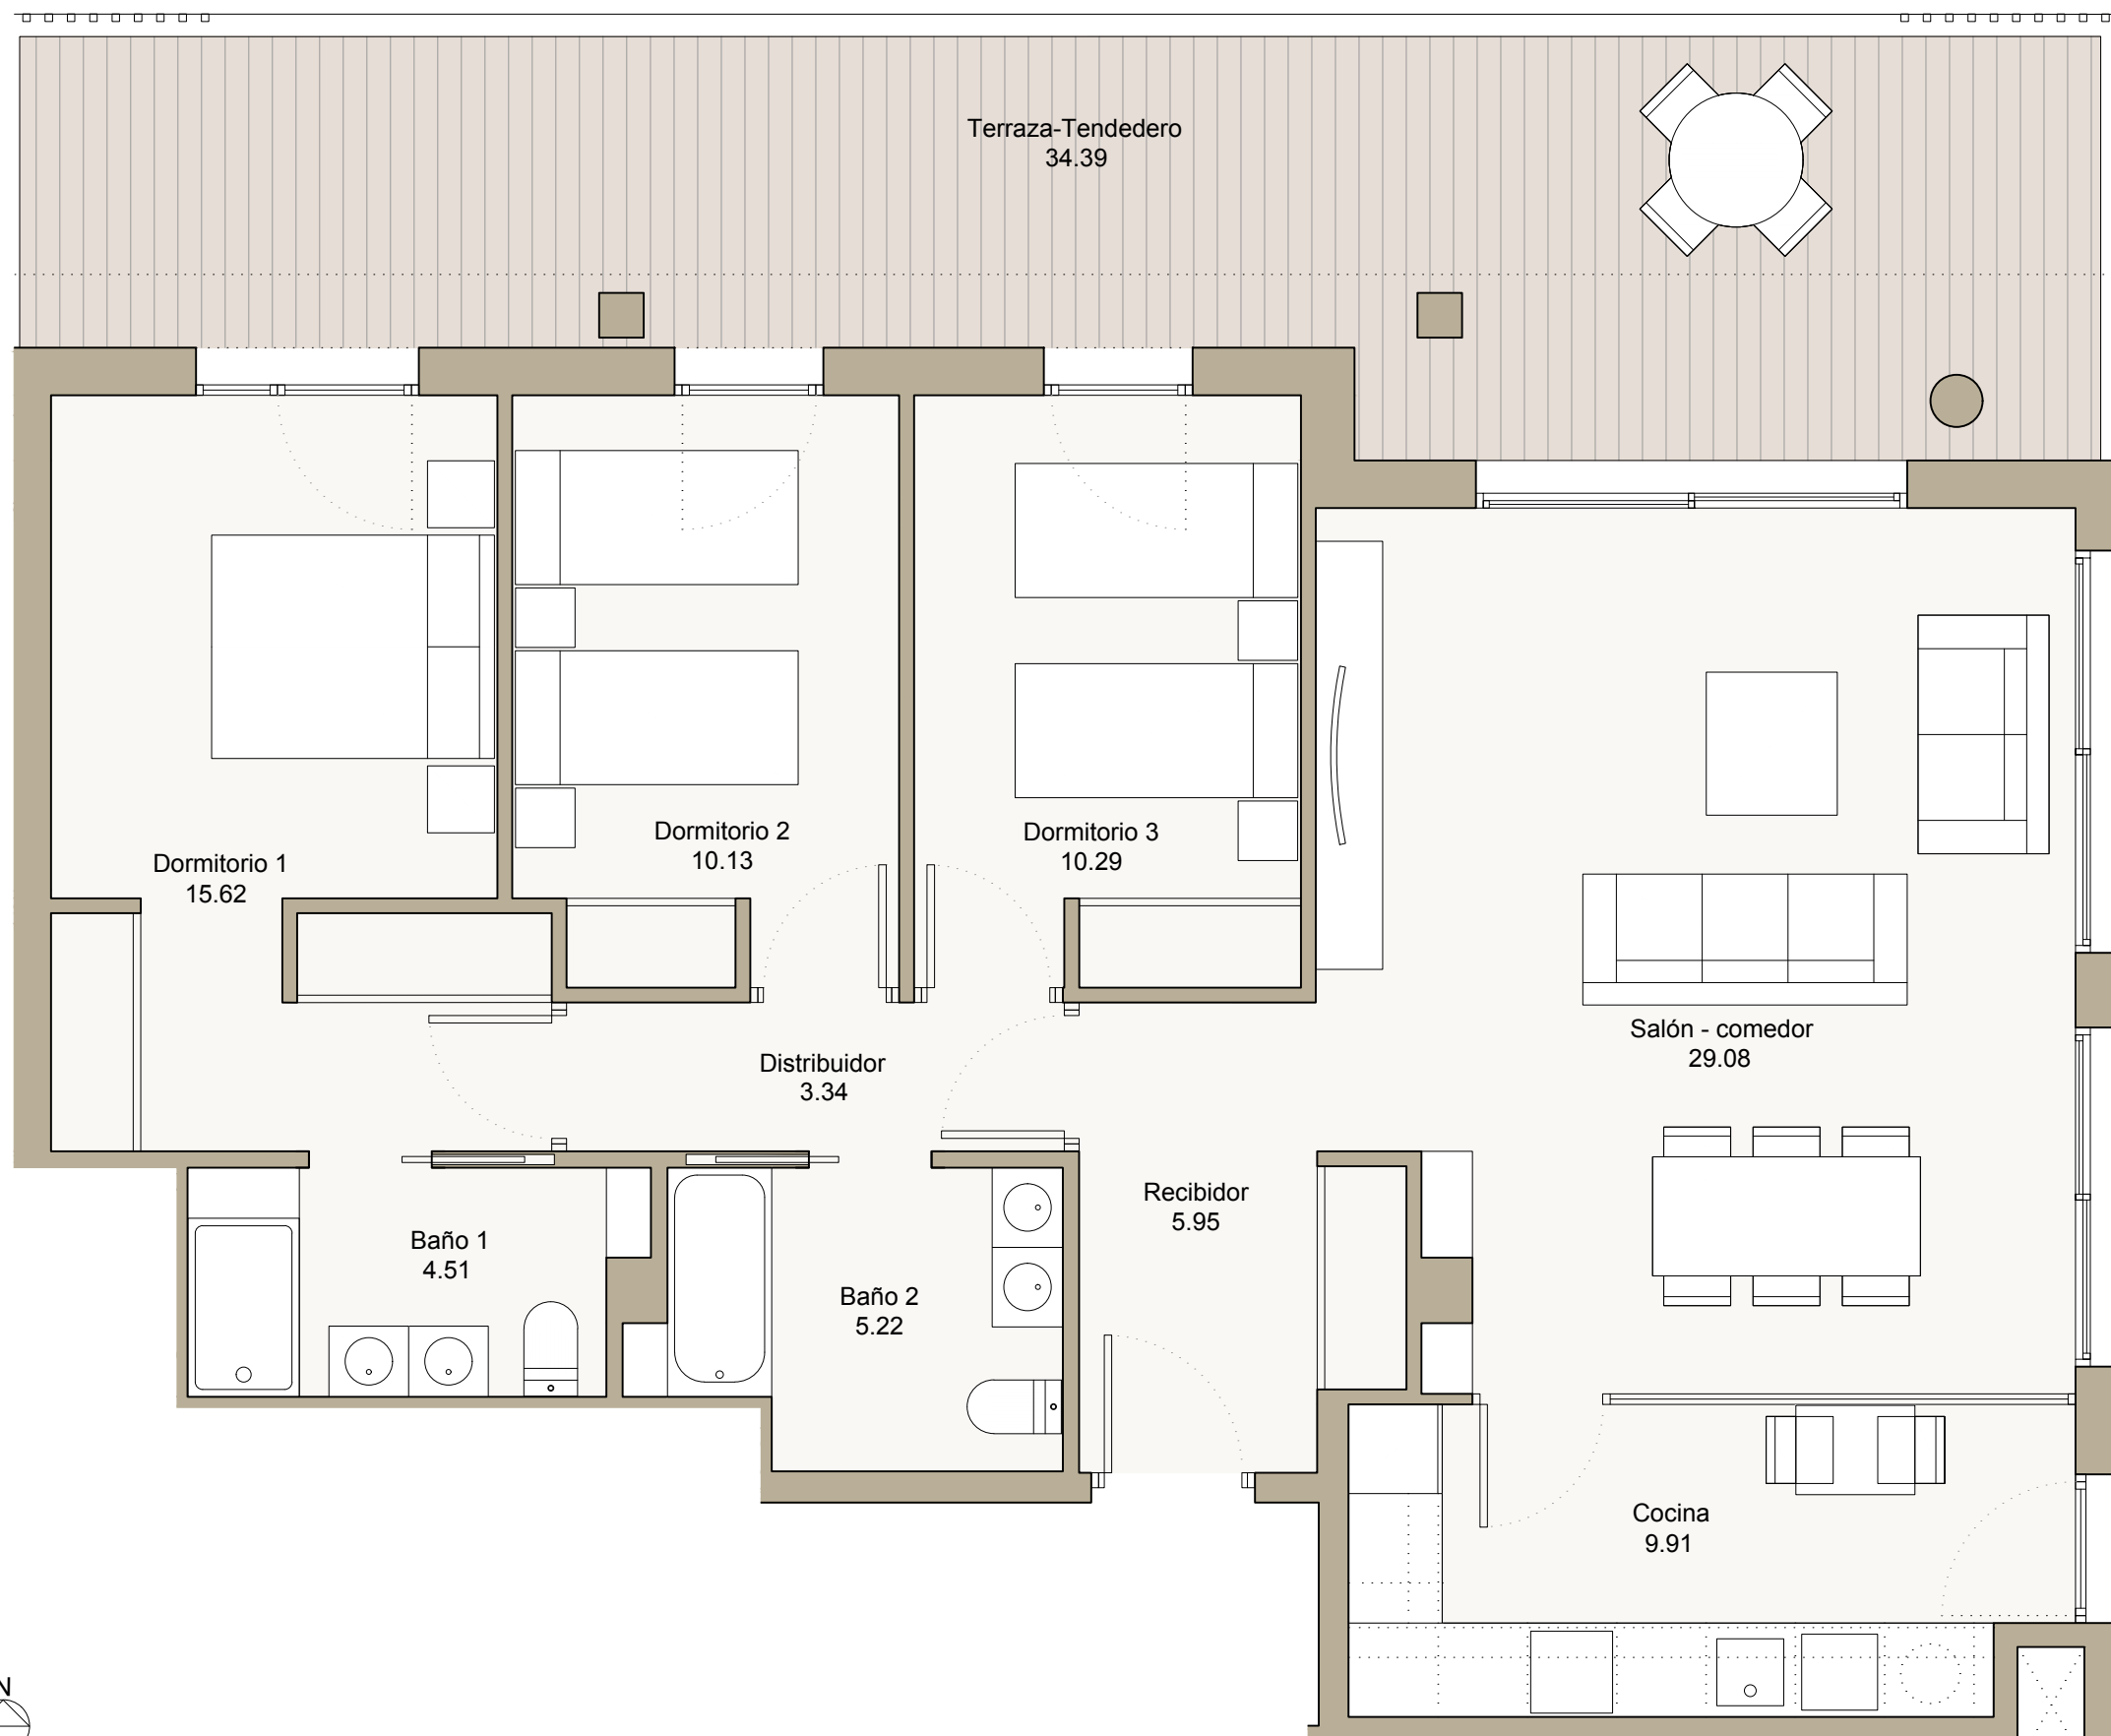 Terraza-Tendedero
34.39
Dormitorio 1
15.62
Dormitorio 2
10.13
Dormitorio 3
10.29
Salón - comedor
29.08
Distribuidor
3.34
Recibidor
5.95
Baño 1
4.51
Baño 2
5.22
Cocina
9.91
N